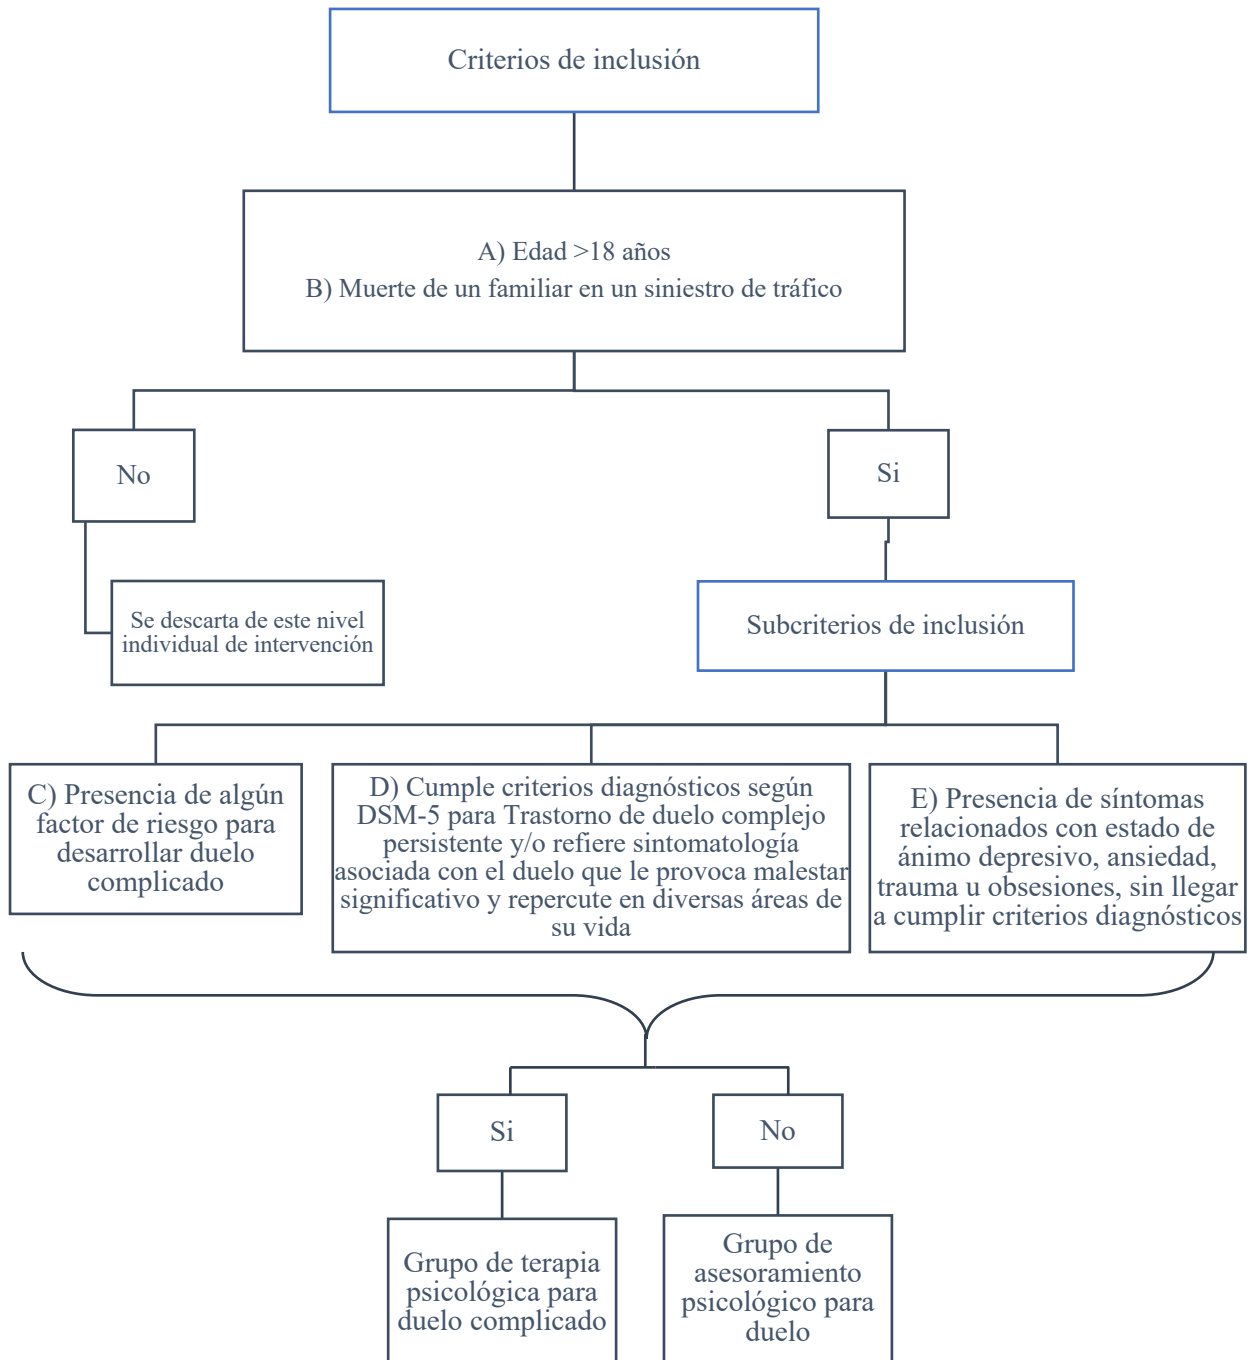 Criterios de inclusión
A) Edad >18 años
B) Muerte de un familiar en un siniestro de tráfico
No
Si
Se descarta de este nivel
individual de intervención
Subcriterios de inclusión
C) Presencia de algún
factor de riesgo para
desarrollar duelo
complicado
D) Cumple criterios diagnósticos según
DSM-5 para Trastorno de duelo complejo
persistente y/o refiere sintomatología
asociada con el duelo que le provoca malestar
significativo y repercute en diversas áreas de
su vida
E) Presencia de síntomas
relacionados con estado de
ánimo depresivo, ansiedad,
trauma u obsesiones, sin llegar
a cumplir criterios diagnósticos
Si
No
Grupo de terapia
psicológica para
duelo complicado
Grupo de
asesoramiento
psicológico para
duelo